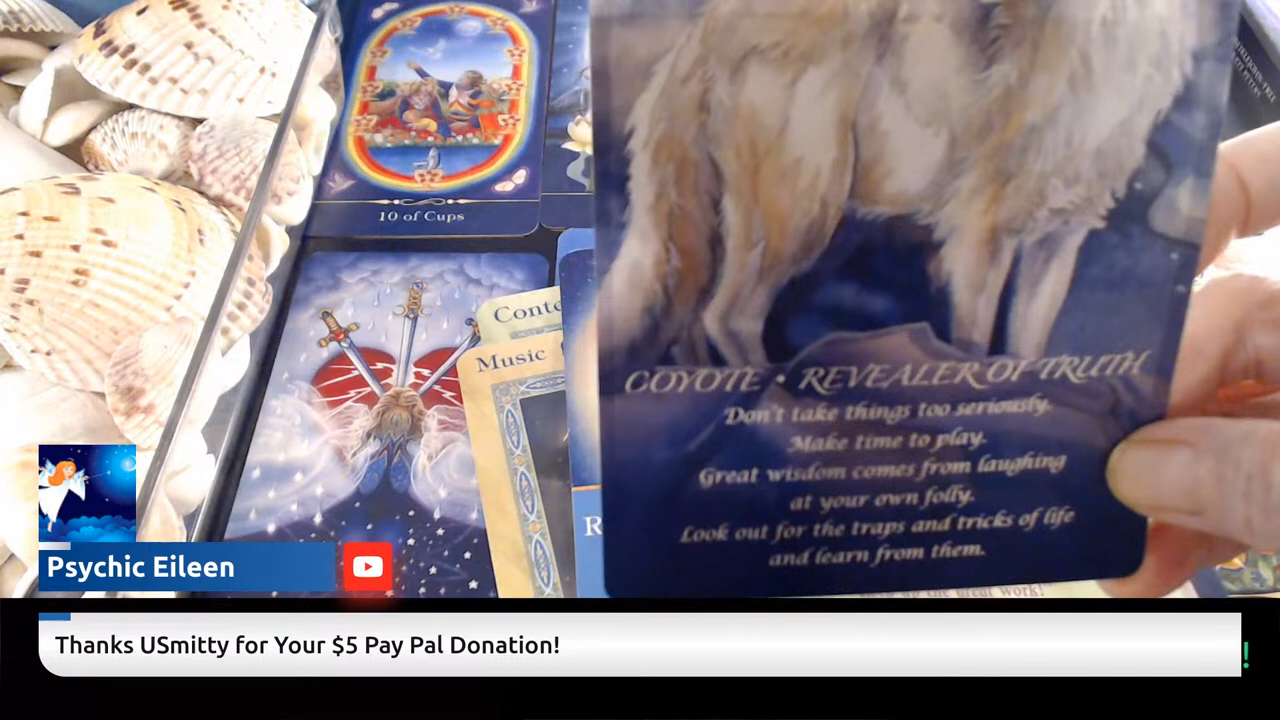 10 of Cups
Music
COYOTE • REVEALER OF TRUTH
Don't take things too seriously.
Make time to play.
Great wisdom comes from laughing
at your own folly.
Look out for the traps and tricks of life
and learn from them.
Psychic Eileen
Thanks USmitty for Your $5 Pay Pal Donation!
!